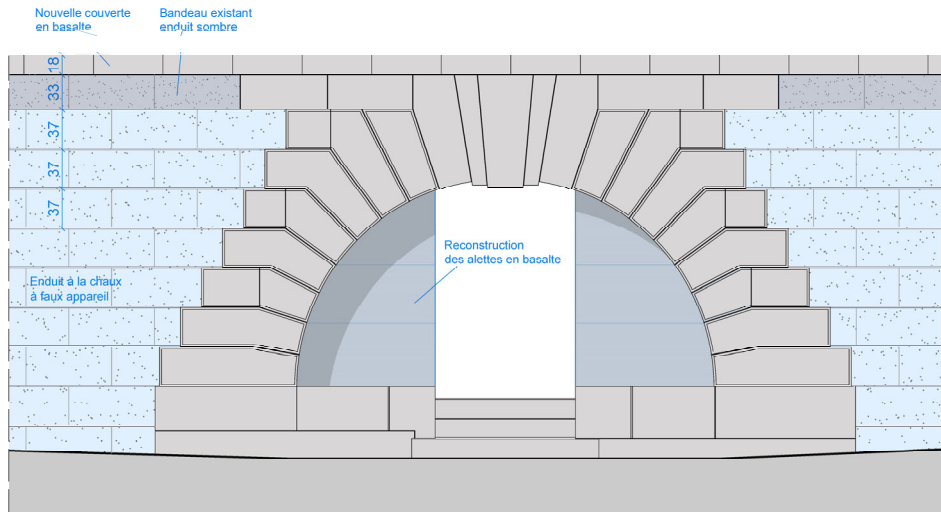 Nouvelle couverte
en basalte
Bandeau existant
enduit sombre
18
33
37
37
37
Reconstruction
des alettes en basalte
Enduit à la chaux
à faux appareil